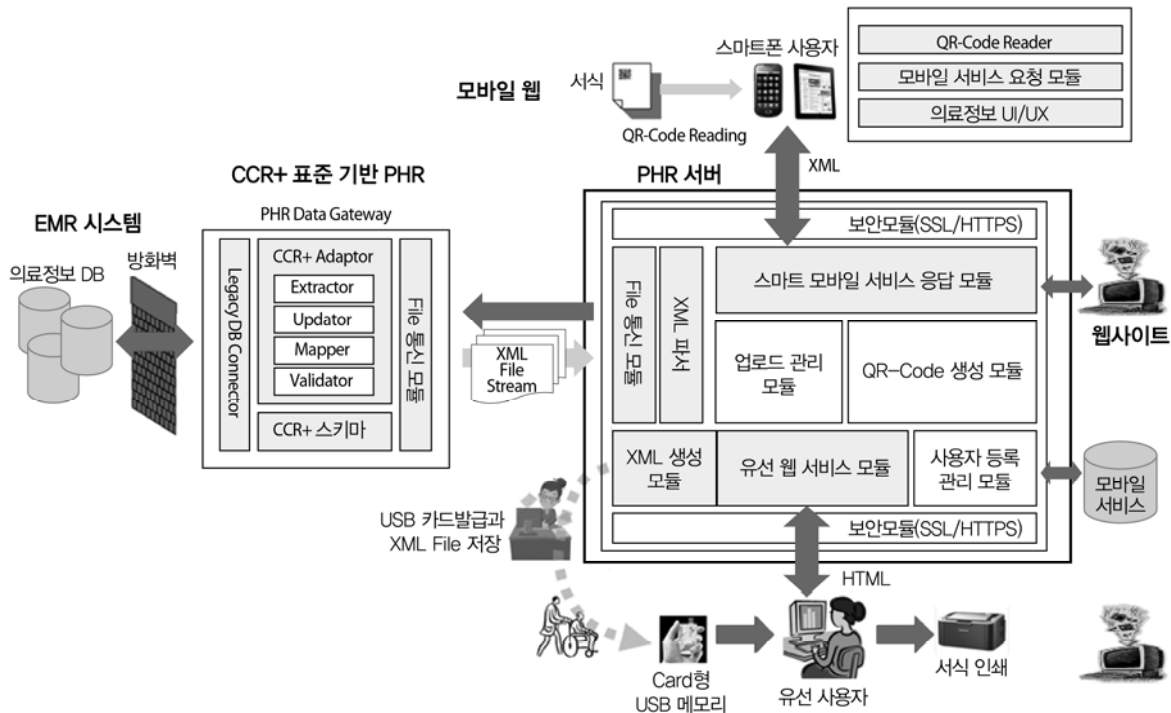 스마트폰 사용자
QR-Code Reader
모바일 서비스 요청 모듈
의료정보 UI/UX
모바일 웹
서식
QR-Code Reading
XML
CCR+ 표준 기반 PHR
PHR 서버
PHR Data Gateway
EMR 시스템
의료정보 DB
방화벽
Legacy DB Connector
CCR+ Adaptor
Extractor
Updator
Mapper
Validator
CCR+ 스키마
File 통신 모듈
XML
File
Stream
보안모듈(SSL/HTTPS)
File 통신 모듈
XML 파서
스마트 모바일 서비스 응답 모듈
업로드 관리
모듈
QR-Code 생성 모듈
XML 생성
모듈
유선 웹 서비스 모듈
사용자 등록
관리 모듈
보안모듈(SSL/HTTPS)
웹사이트
모바일
서비스
USB 카드발급과
XML File 저장
HTML
Card형
USB 메모리
유선 사용자
서식 인쇄